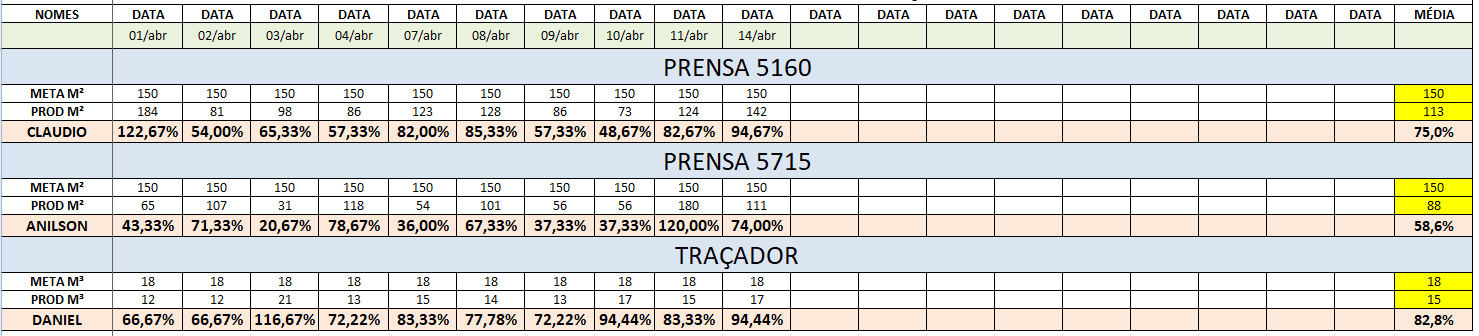 NOMES DATA DATA DATA DATA DATA DATA DATA DATA DATA DATA DATA DATA DATA DATA DATA DATA DATA DATA DATA MÉDIA
01/abr 02/abr 03/abr 04/abr 07/abr 08/abr 09/abr 10/abr 11/abr 14/abr
PRENSA 5160
META M² 150 150 150 150 150 150 150 150 150 150 150
PROD M² 184 81 98 86 123 128 86 73 124 142 113
CLAUDIO 122,67% 54,00% 65,33% 57,33% 82,00% 85,33% 57,33% 48,67% 82,67% 94,67% 75,0%
PRENSA 5715
META M² 150 150 150 150 150 150 150 150 150 150 150
PROD M² 65 107 31 118 54 101 56 56 180 111 88
ANILSON 43,33% 71,33% 20,67% 78,67% 36,00% 67,33% 37,33% 37,33% 120,00% 74,00% 58,6%
TRAÇADOR
META M³ 18 18 18 18 18 18 18 18 18 18 18
PROD M³ 12 12 21 13 15 14 13 17 15 17 15
DANIEL 66,67% 66,67% 116,67% 72,22% 83,33% 77,78% 72,22% 94,44% 83,33% 94,44% 82,8%